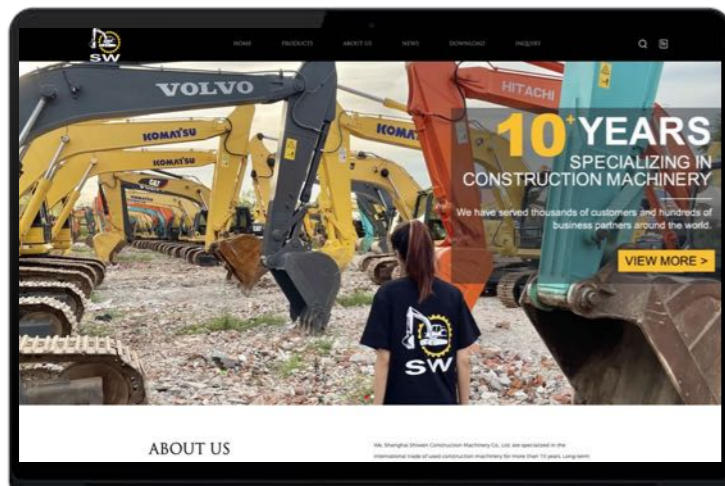 SW
HOME PRODUCTS ABOUT US NEWS DOWNLOAD INQUIRY
VOLVO
HITACHI
KOMATSU
KOMATSU
KOMATSU
CAT
10+ YEARS
SPECIALIZING IN
CONSTRUCTION MACHINERY
We have served thousands of customers and hundreds of
business partners around the world.
VIEW MORE >
SW
ABOUT US
We, Shanghai Shiwen Construction Machinery Co., Ltd. are specialized in the
international trade of used construction machinery for more than 10 years. Long-term